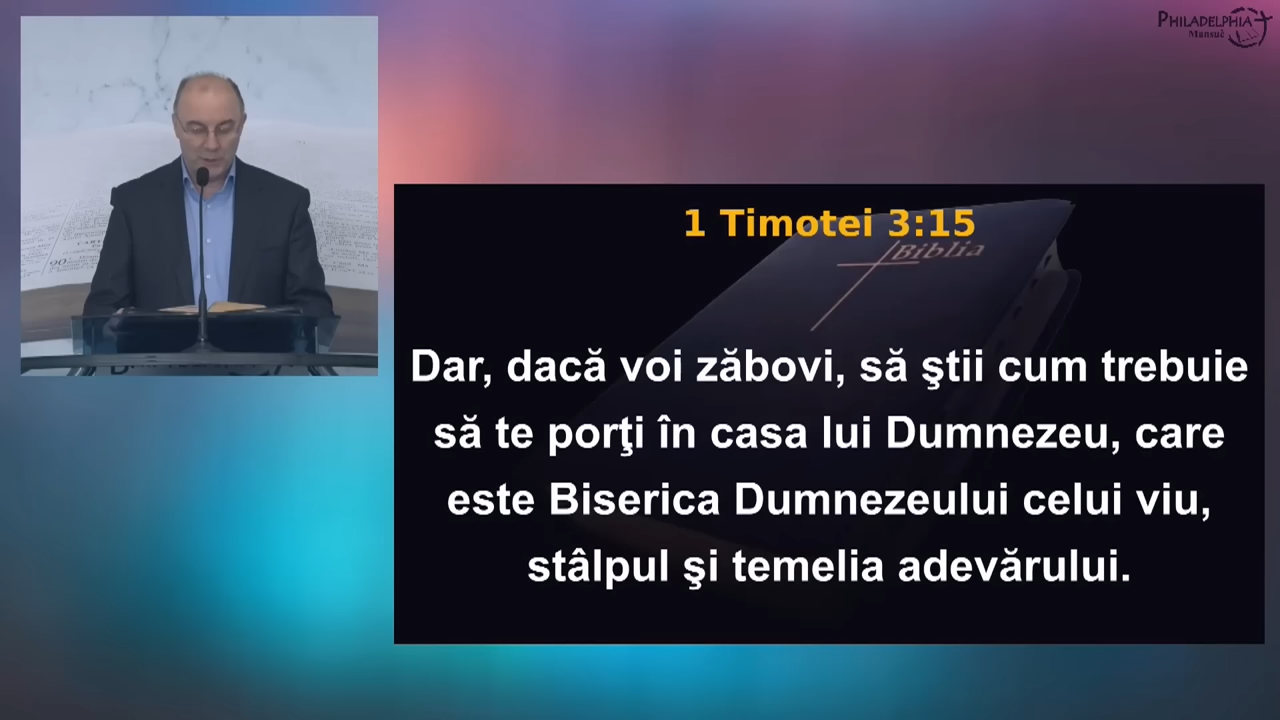 PHILADELPHIA
Mansuè
1 Timotei 3:15
Biblia
Dar, dacă voi zăbovi, să ştii cum trebuie
să te porţi în casa lui Dumnezeu, care
este Biserica Dumnezeului celui viu,
stâlpul şi temelia adevărului.